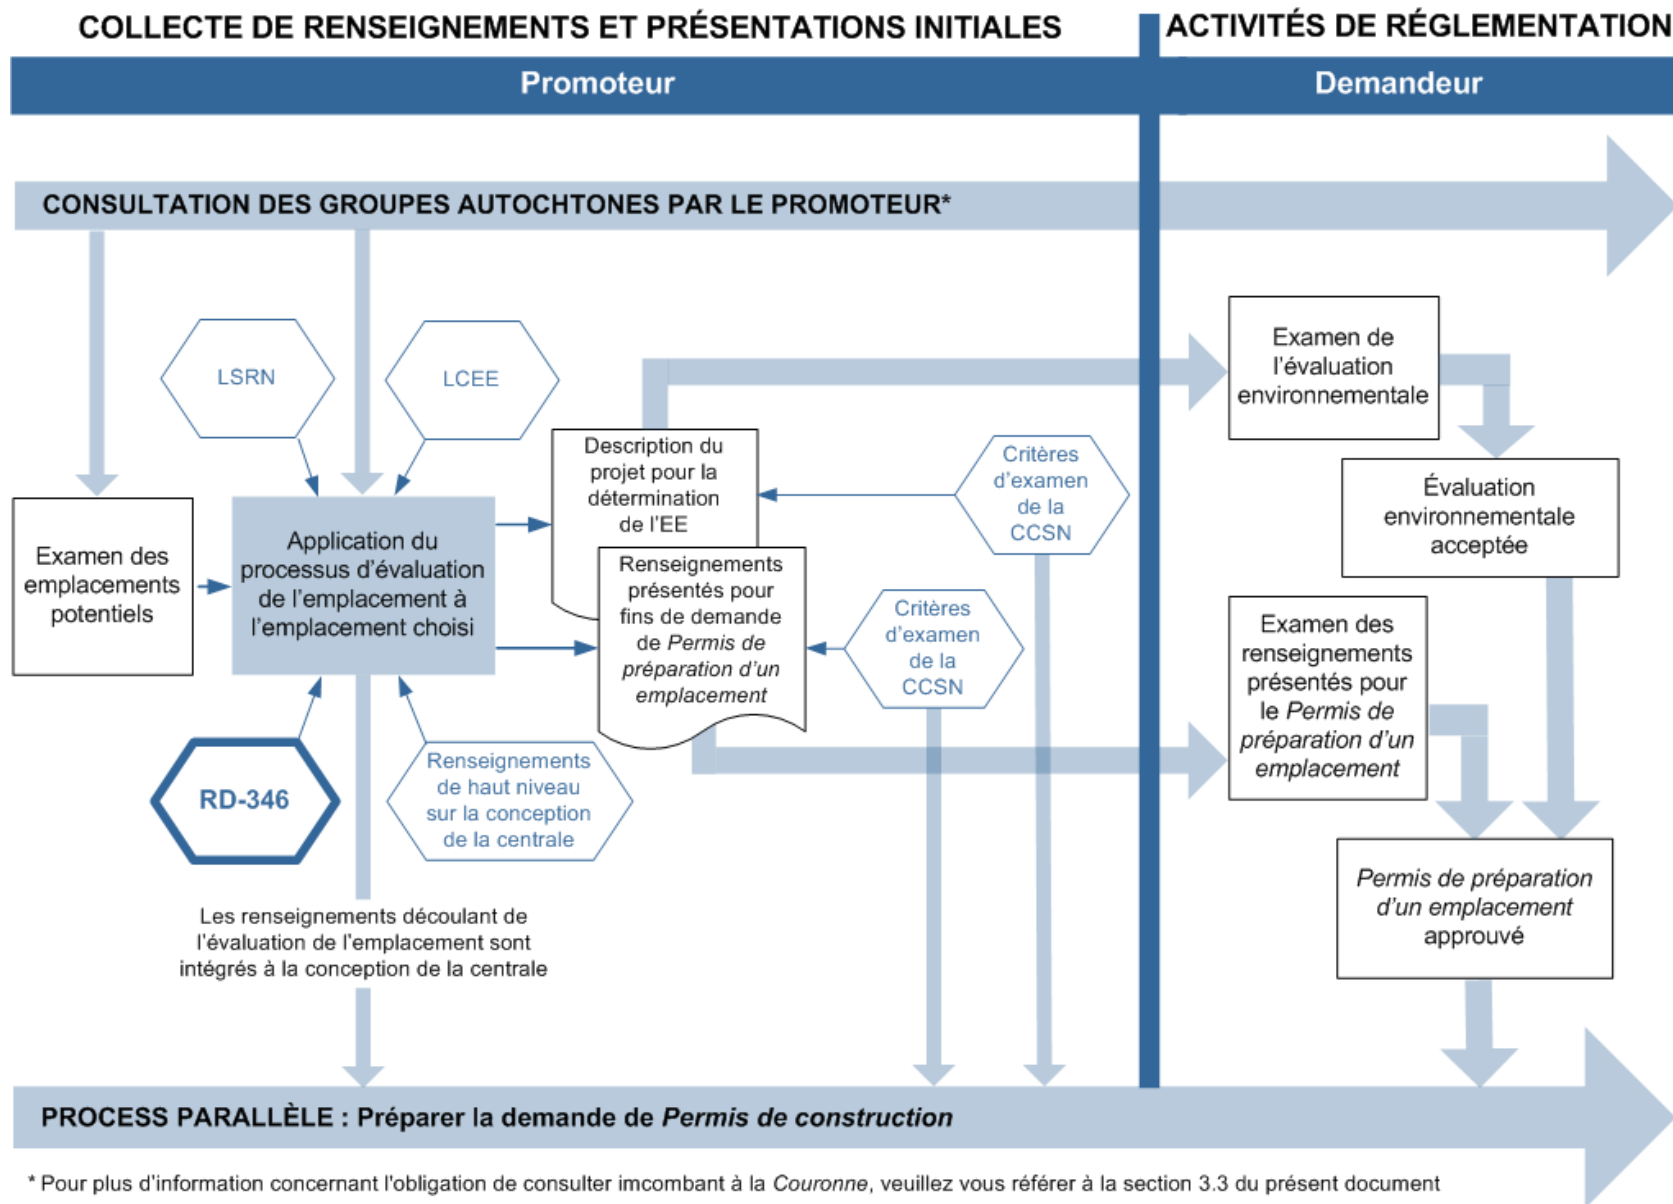 COLLECTE DE RENSEIGNEMENTS ET PRÉSENTATIONS INITIALES
ACTIVITÉS DE RÉGLEMENTATION
Promoteur
Demandeur
CONSULTATION DES GROUPES AUTOCHTONES PAR LE PROMOTEUR*
LSRN
LCEE
Examen des
emplacements
potentiels
Application du
processus d'évaluation
de l'emplacement à
l'emplacement choisi
RD-346
Renseignements
de haut niveau
sur la conception
de la centrale
Description du
projet pour la
détermination
de l'EE
Renseignements
présentés pour
fins de demande
de Permis de
préparation d'un
emplacement
Critères
d'examen
de la
CCSN
Critères
d'examen
de la
CCSN
Examen de
l'évaluation
environnementale
Évaluation
environnementale
acceptée
Examen des
renseignements
présentés pour
le Permis de
préparation d'un
emplacement
Permis de préparation
d'un emplacement
approuvé
Les renseignements découlant de
l'évaluation de l'emplacement sont
intégrés à la conception de la centrale
PROCESS PARALLÈLE : Préparer la demande de Permis de construction
* Pour plus d'information concernant l'obligation de consulter imcombant à la Couronne, veuillez vous référer à la section 3.3 du présent document